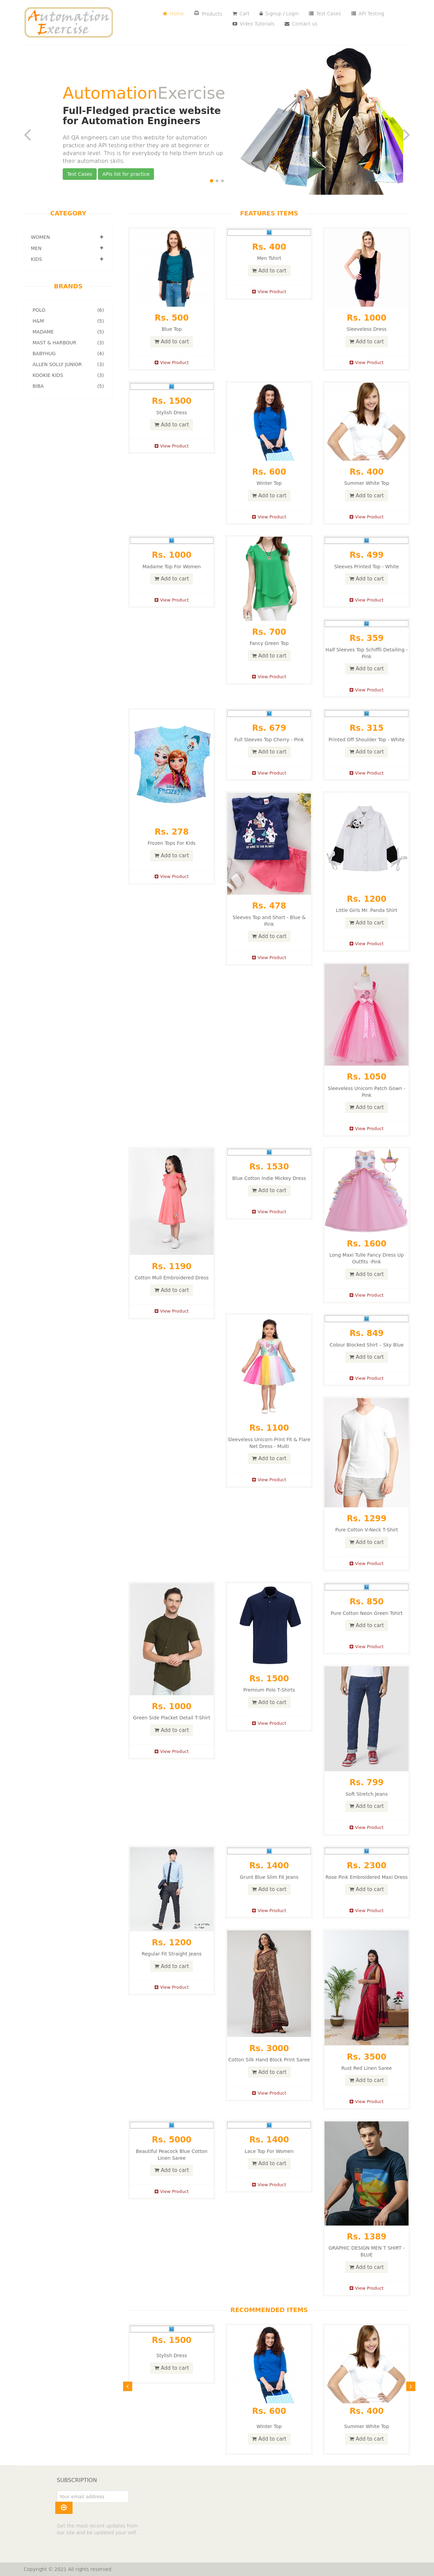 Automation
Exercise
Home
Products
Cart
Signup / Login
Test Cases
API Testing
Video Tutorials
Contact us
AutomationExercise
Full-Fledged practice website
for Automation Engineers
All QA engineers can use this website for automation
practice and API testing either they are at beginner or
advance level. This is for everybody to help them brush up
their automation skills.
Test Cases
APIs list for practice
CATEGORY
WOMEN
MEN
KIDS
BRANDS
POLO (6)
H&M (5)
MADAME (5)
MAST & HARBOUR (3)
BABYHUG (4)
ALLEN SOLLY JUNIOR (3)
KOOKIE KIDS (3)
BIBA (5)
FEATURES ITEMS
Rs. 500
Blue Top
Add to cart
View Product
Rs. 400
Men Tshirt
Add to cart
View Product
Rs. 1000
Sleeveless Dress
Add to cart
View Product
Rs. 1500
Stylish Dress
Add to cart
View Product
Rs. 600
Winter Top
Add to cart
View Product
Rs. 400
Summer White Top
Add to cart
View Product
Rs. 1000
Madame Top For Women
Add to cart
View Product
Rs. 700
Fancy Green Top
Add to cart
View Product
Rs. 499
Sleeves Printed Top - White
Add to cart
View Product
Rs. 359
Half Sleeves Top Schiffli Detailing -
Pink
Add to cart
View Product
FROZEN
Rs. 278
Frozen Tops For Kids
Add to cart
View Product
Rs. 679
Full Sleeves Top Cherry - Pink
Add to cart
View Product
Rs. 315
Printed Off Shoulder Top - White
Add to cart
View Product
Rs. 478
Sleeves Top and Short - Blue &
Pink
Add to cart
View Product
Rs. 1200
Little Girls Mr. Panda Shirt
Add to cart
View Product
Rs. 1050
Sleeveless Unicorn Patch Gown -
Pink
Add to cart
View Product
Rs. 1190
Cotton Mull Embroidered Dress
Add to cart
View Product
Rs. 1530
Blue Cotton Indie Mickey Dress
Add to cart
View Product
Rs. 1600
Long Maxi Tulle Fancy Dress Up
Outfits -Pink
Add to cart
View Product
Rs. 1100
Sleeveless Unicorn Print Fit & Flare
Net Dress - Multi
Add to cart
View Product
Rs. 849
Colour Blocked Shirt – Sky Blue
Add to cart
View Product
Rs. 1299
Pure Cotton V-Neck T-Shirt
Add to cart
View Product
Rs. 1000
Green Side Placket Detail T-Shirt
Add to cart
View Product
Rs. 1500
Premium Polo T-Shirts
Add to cart
View Product
Rs. 850
Pure Cotton Neon Green Tshirt
Add to cart
View Product
Rs. 799
Soft Stretch Jeans
Add to cart
View Product
Rs. 1200
Regular Fit Straight Jeans
Add to cart
View Product
Rs. 1400
Grunt Blue Slim Fit Jeans
Add to cart
View Product
Rs. 2300
Rose Pink Embroidered Maxi Dress
Add to cart
View Product
Rs. 3000
Cotton Silk Hand Block Print Saree
Add to cart
View Product
Rs. 3500
Rust Red Linen Saree
Add to cart
View Product
Rs. 5000
Beautiful Peacock Blue Cotton
Linen Saree
Add to cart
View Product
Rs. 1400
Lace Top For Women
Add to cart
View Product
Rs. 1389
GRAPHIC DESIGN MEN T SHIRT -
BLUE
Add to cart
View Product
RECOMMENDED ITEMS
Rs. 1500
Stylish Dress
Add to cart
Rs. 600
Winter Top
Add to cart
Rs. 400
Summer White Top
Add to cart
SUBSCRIPTION
Your email address
Get the most recent updates from
our site and be updated your self...
Copyright © 2021 All rights reserved